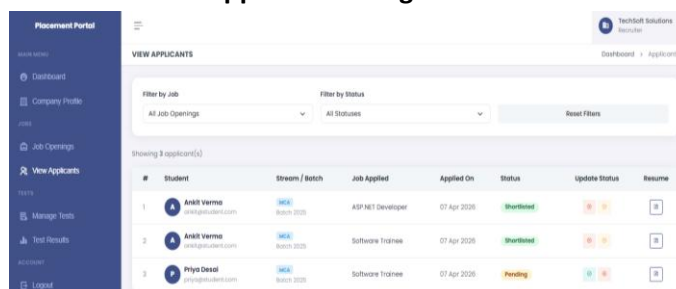 Placement Portal
TechSoft Solutions
Recruiter
MAIN MENU
VIEW APPLICANTS
Dashboard > Applicant
Dashboard
Company Profile
Filter by Job
Filter by Status
All Job Openings
All Statuses
Reset Filters
JOBS
Job Openings
Showing 3 applicant(s)
View Applicants
# Student Stream / Batch Job Applied Applied On Status Update Status Resume
TESTS
1 A Ankit Verma MCA ASP.NET Developer 07 Apr 2026 Shortlisted
ankit@student.com Batch 2025
Manage Tests
Test Results
2 A Ankit Verma MCA Software Trainee 07 Apr 2026 Shortlisted
ankit@student.com Batch 2025
ACCOUNT
3 P Priya Desai MCA Software Trainee 07 Apr 2026 Pending
priya@student.com Batch 2025
Logout